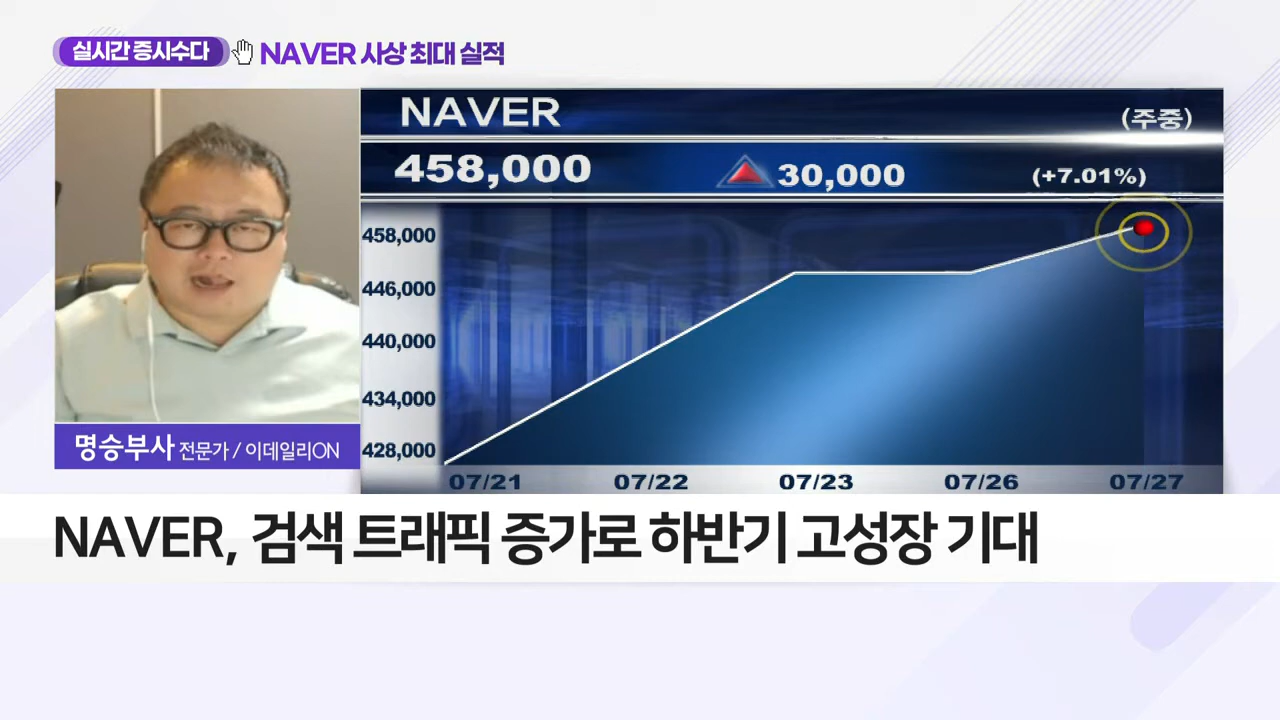 실시간 증시수다 NAVER 사상 최대 실적
NAVER (주중)
458,000 30,000 (+7.01%)
458,000
446,000
440,000
434,000
428,000
07/21 07/22 07/23 07/26 07/27
명승부사 전문가 / 이데일리ON
NAVER, 검색 트래픽 증가로 하반기 고성장 기대